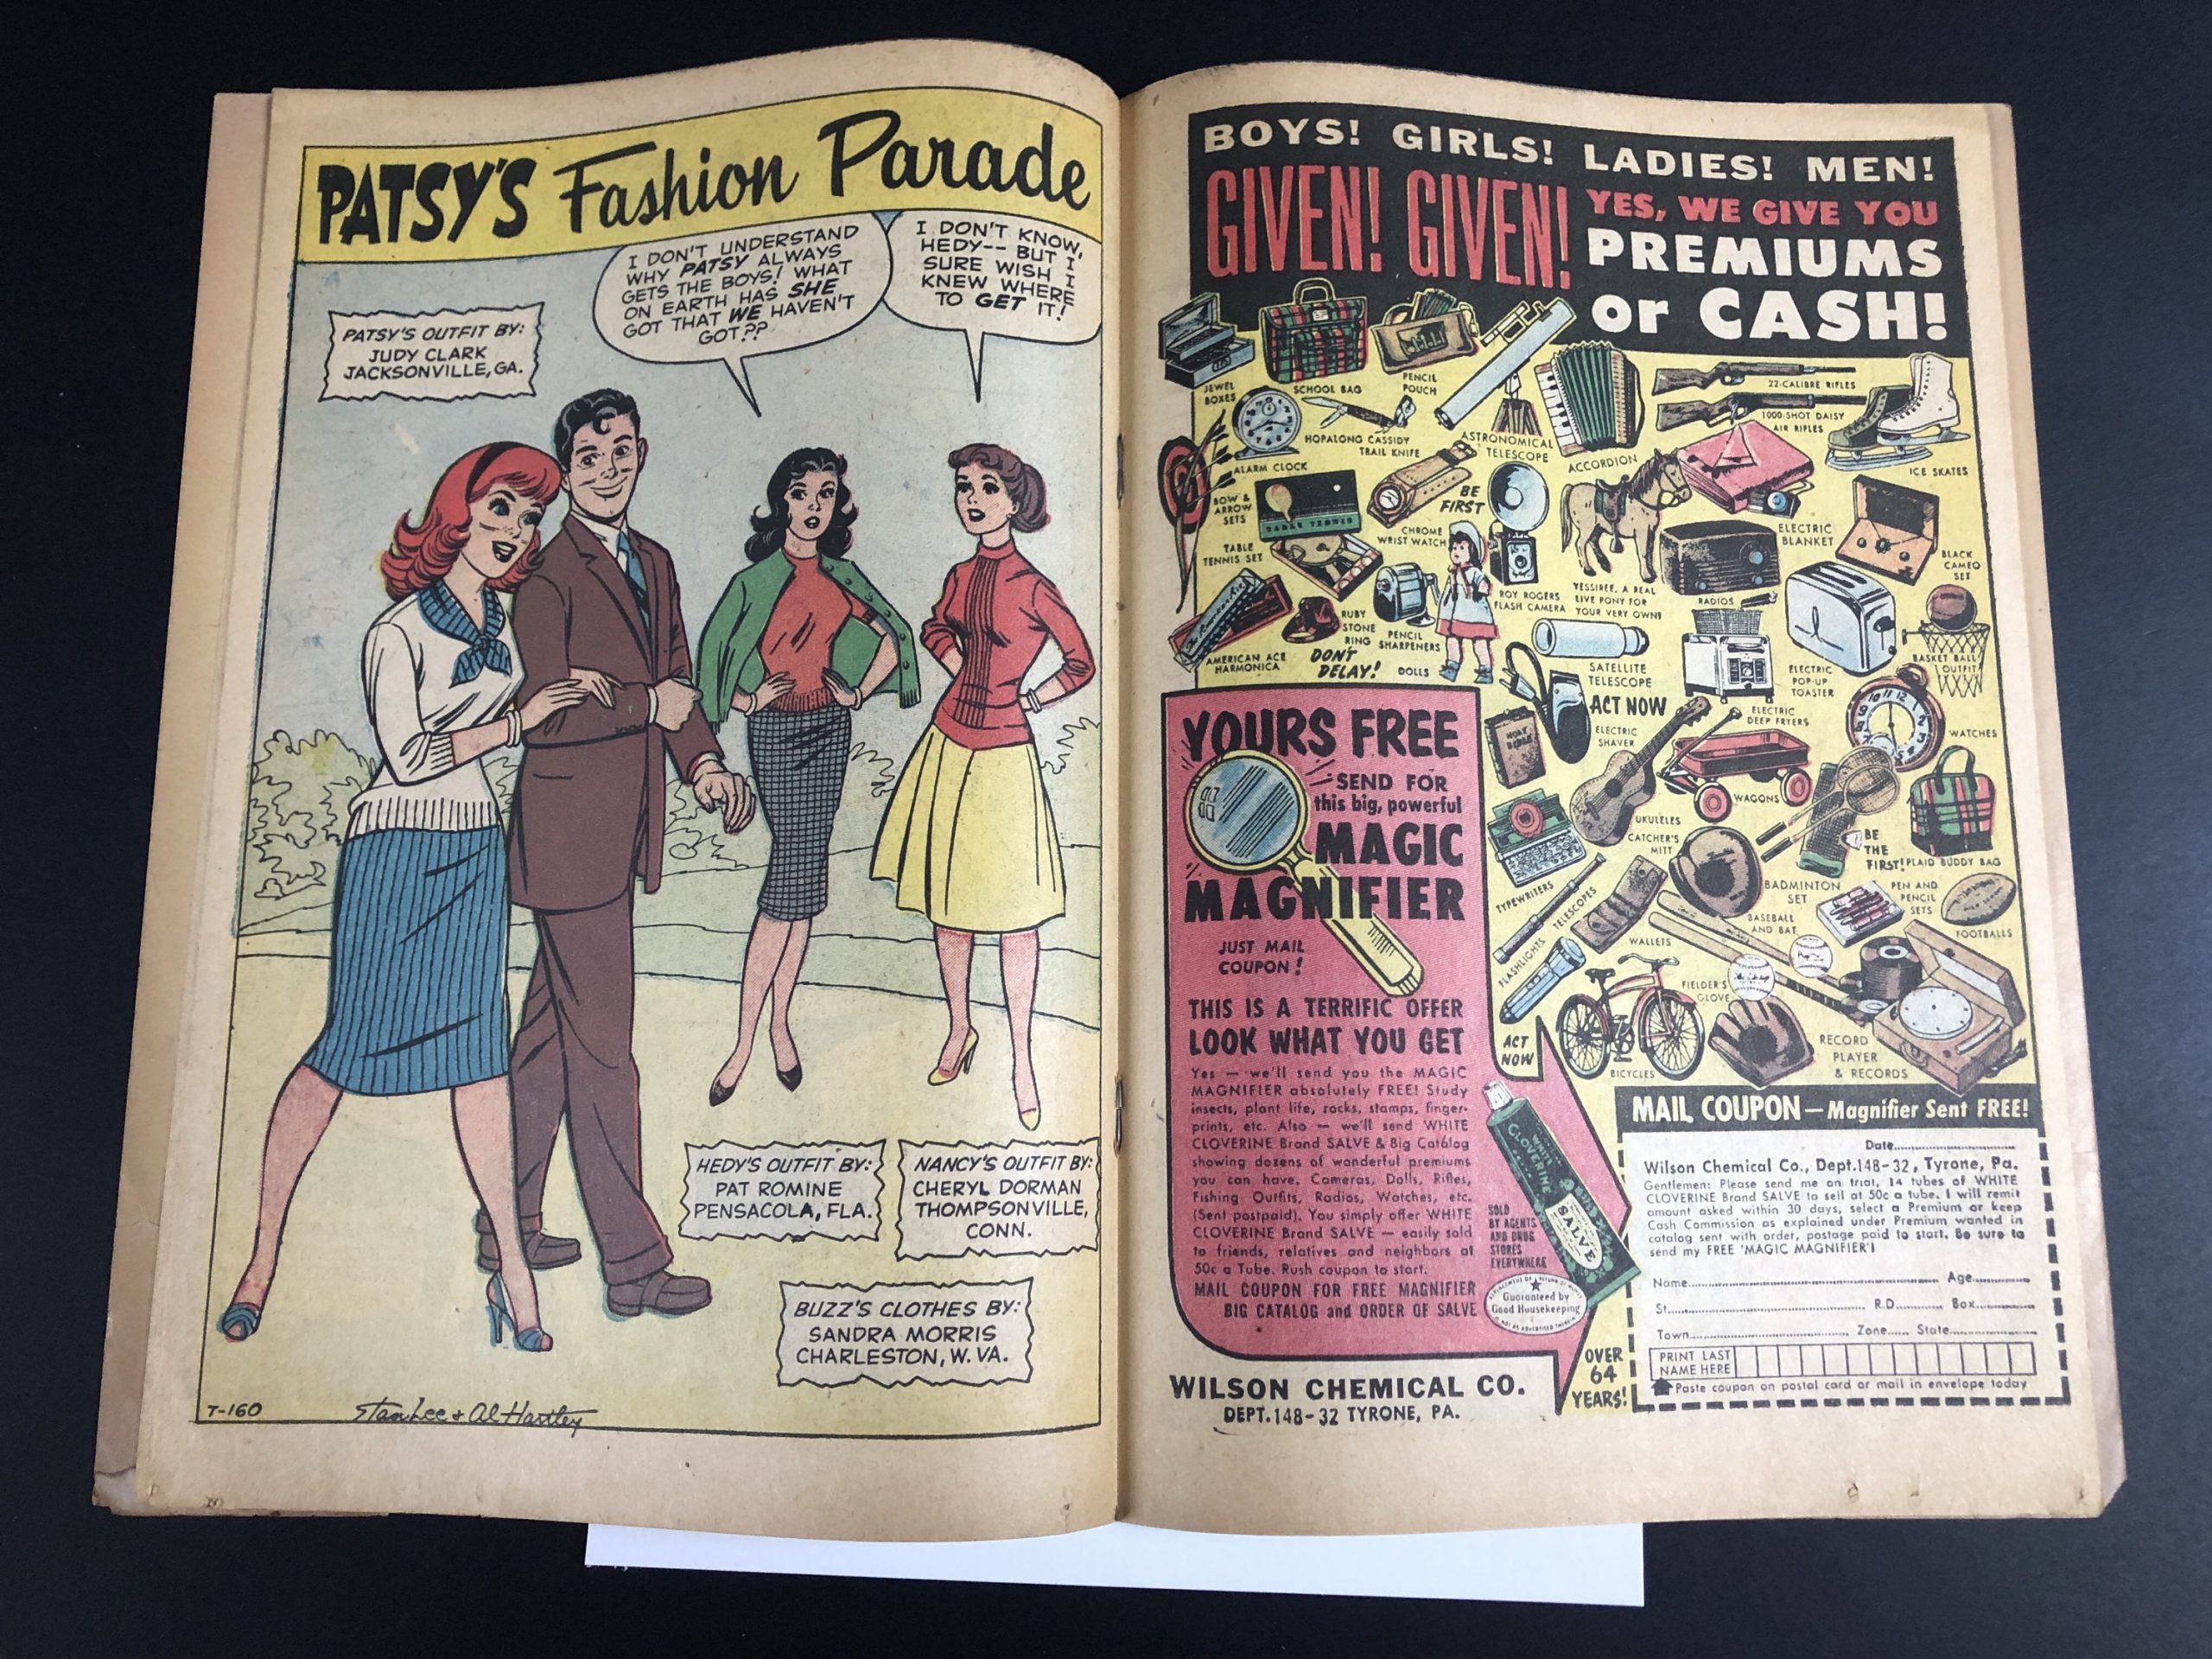 PATSY'S Fashion Parade
I DON'T UNDERSTAND
WHY PATSY ALWAYS
GETS THE BOYS! WHAT
ON EARTH HAS SHE
GOT THAT WE HAVEN'T
GOT??
I DON'T KNOW,
HEDY-- BUT I
SURE WISH I
KNEW WHERE
TO GET IT!
PATSY'S OUTFIT BY:
JUDY CLARK
JACKSONVILLE, GA.
HEDY'S OUTFIT BY:
PAT ROMINE
PENSACOLA, FLA.
NANCY'S OUTFIT BY:
CHERYL DORMAN
THOMPSONVILLE,
CONN.
BUZZ'S CLOTHES BY:
SANDRA MORRIS
CHARLESTON, W. VA.
T-160
Stan Lee + Al Hartley
BOYS! GIRLS! LADIES! MEN!
GIVEN! GIVEN!
YES, WE GIVE YOU
PREMIUMS
or CASH!
JEWEL
BOXES
SCHOOL BAG
PENCIL
POUCH
22-CALIBRE RIFLES
1000-SHOT DAISY
AIR RIFLES
HOPALONG CASSIDY
TRAIL KNIFE
ASTRONOMICAL
TELESCOPE
ACCORDION
ICE SKATES
ALARM CLOCK
BOW &
ARROW
SETS
TABLE TENNIS
BE
FIRST
CHROME
WRIST WATCH
ELECTRIC
BLANKET
BLACK
CAMEO
SET
TABLE
TENNIS SET
ROY ROGERS
FLASH CAMERA
YESSIREE, A REAL
LIVE PONY FOR
YOUR VERY OWN!
RADIOS
RUBY
STONE
RING
PENCIL
SHARPENERS
AMERICAN ACE
HARMONICA
DON'T
DELAY!
DOLLS
SATELLITE
TELESCOPE
ELECTRIC
POP-UP
TOASTER
BASKET BALL
OUTFIT
ACT NOW
ELECTRIC
DEEP FRYERS
HOLY
BIBLE
ELECTRIC
SHAVER
WATCHES
WAGONS
UKULELES
CATCHER'S
MITT
BE
THE
FIRST!
PLAID BUDDY BAG
TYPEWRITERS
TELESCOPES
BADMINTON
SET
PEN AND
PENCIL
SETS
BASEBALL
AND BAT
WALLETS
FOOTBALLS
FLASHLIGHTS
FIELDER'S
GLOVE
ACT
NOW
BICYCLES
RECORD
PLAYER
& RECORDS
YOURS FREE
SEND FOR
this big, powerful
MAGIC
MAGNIFIER
JUST MAIL
COUPON!
THIS IS A TERRIFIC OFFER
LOOK WHAT YOU GET
Yes — we'll send you the MAGIC
MAGNIFIER absolutely FREE! Study
insects, plant life, rocks, stamps, finger-
prints, etc. Also — we'll send WHITE
CLOVERINE Brand SALVE & Big Catalog
showing dozens of wonderful premiums
you can have. Cameras, Dolls, Rifles,
Fishing Outfits, Radios, Watches, etc.
(Sent postpaid). You simply offer WHITE
CLOVERINE Brand SALVE — easily sold
to friends, relatives and neighbors at
50c a Tube. Rush coupon to start.
MAIL COUPON FOR FREE MAGNIFIER
BIG CATALOG and ORDER OF SALVE
WHITE
CLOVERINE
SALVE
SOLD
BY AGENTS
AND DRUG
STORES
EVERYWHERE
Guaranteed by
Good Housekeeping
WILSON CHEMICAL CO.
DEPT. 148-32 TYRONE, PA.
OVER
64
YEARS!
MAIL COUPON — Magnifier Sent FREE!
Date
Wilson Chemical Co., Dept. 148-32, Tyrone, Pa.
Gentlemen: Please send me on trial, 14 tubes of WHITE
CLOVERINE Brand SALVE to sell at 50c a tube. I will remit
amount asked within 30 days, select a Premium or keep
Cash Commission as explained under Premium wanted in
catalog sent with order, postage paid to start. Be sure to
send my FREE 'MAGIC MAGNIFIER'!
Name Age
St. R.D. Box
Town Zone State
PRINT LAST
NAME HERE
Paste coupon on postal card or mail in envelope today